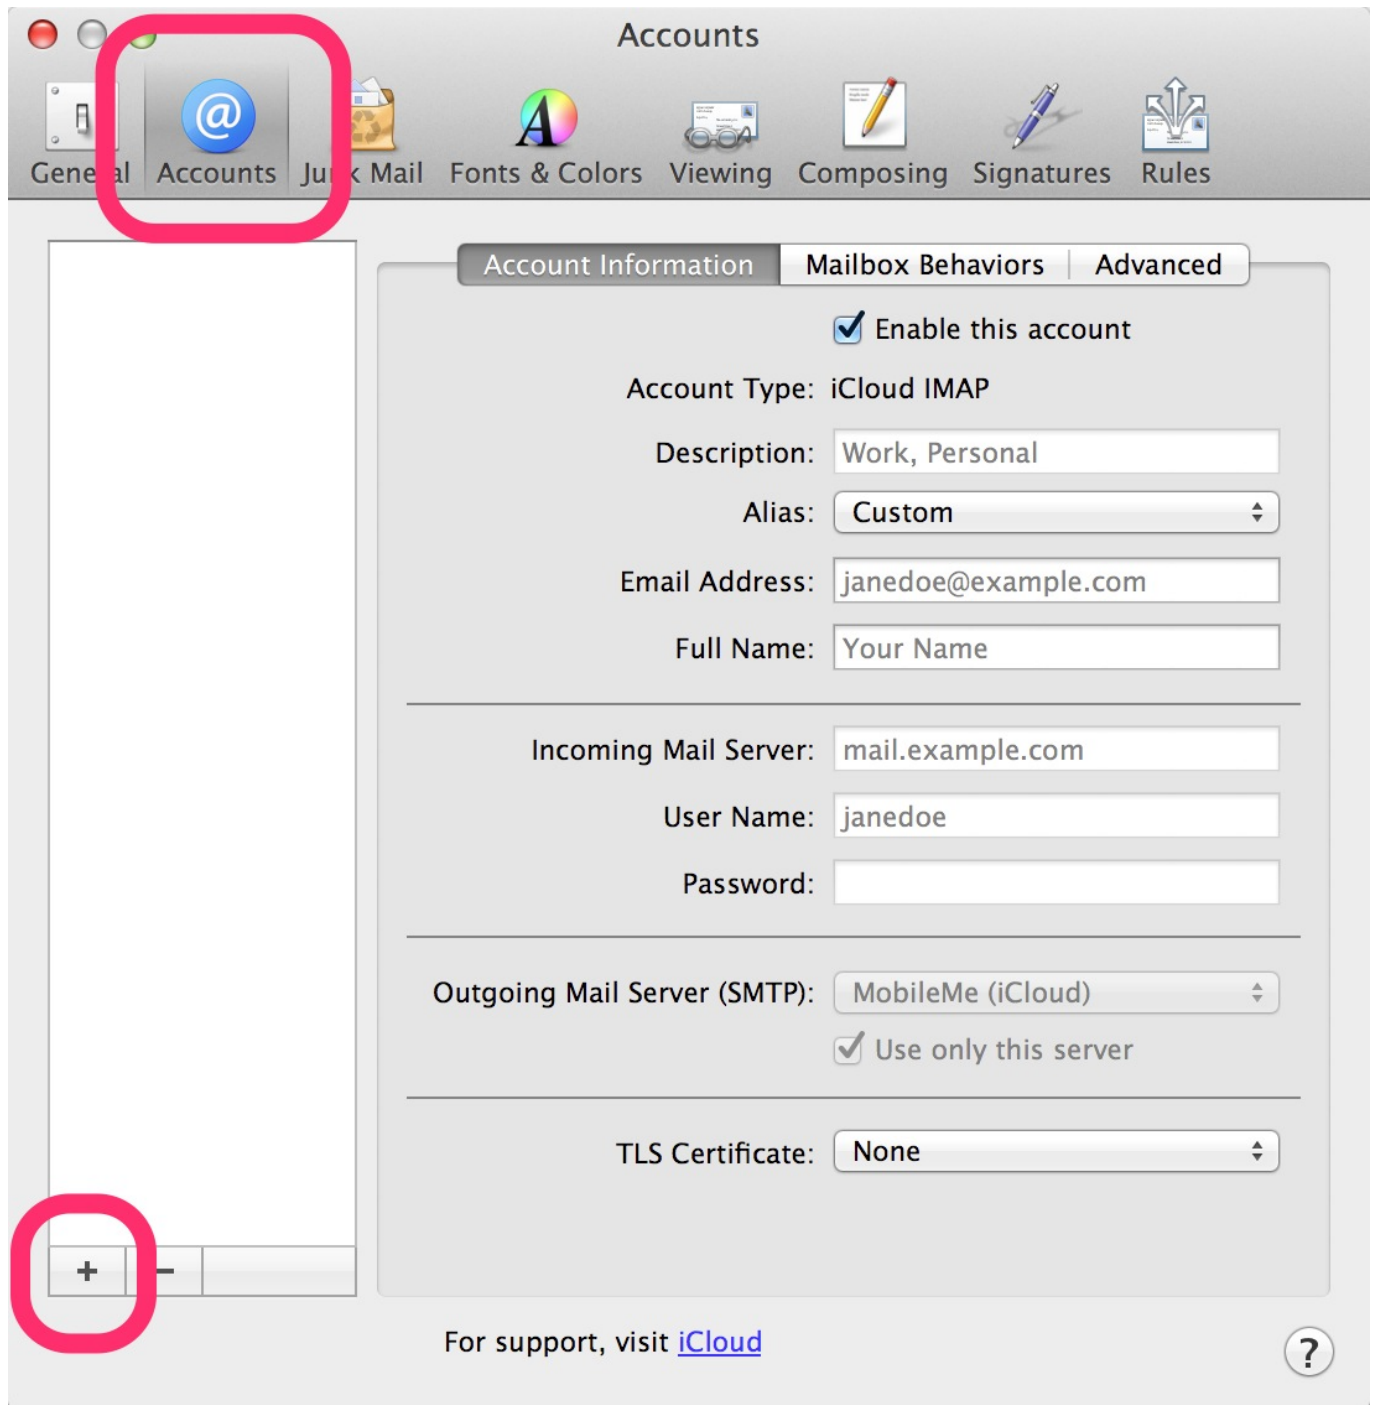 Accounts
General Accounts Junk Mail Fonts & Colors Viewing Composing Signatures Rules
Account Information Mailbox Behaviors Advanced
Enable this account
Account Type: iCloud IMAP
Description: Work, Personal
Alias: Custom
Email Address: janedoe@example.com
Full Name: Your Name
Incoming Mail Server: mail.example.com
User Name: janedoe
Password:
Outgoing Mail Server (SMTP): MobileMe (iCloud)
Use only this server
TLS Certificate: None
+ −
For support, visit iCloud
?